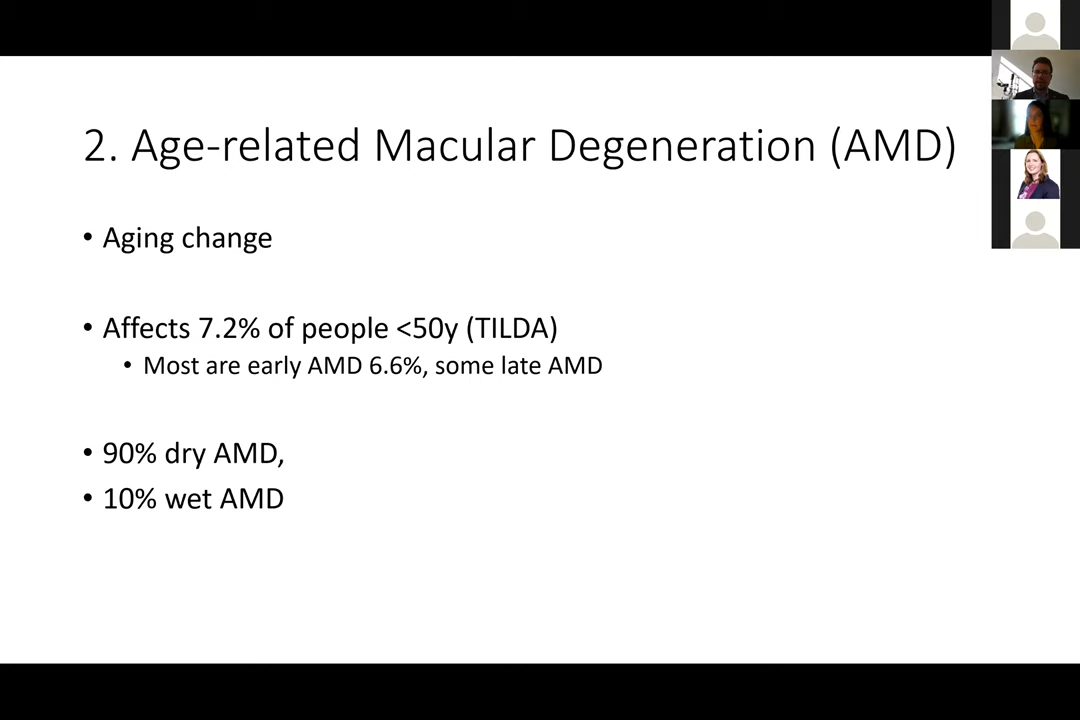 2. Age-related Macular Degeneration (AMD)
• Aging change
• Affects 7.2% of people <50y (TILDA)
• Most are early AMD 6.6%, some late AMD
• 90% dry AMD,
• 10% wet AMD